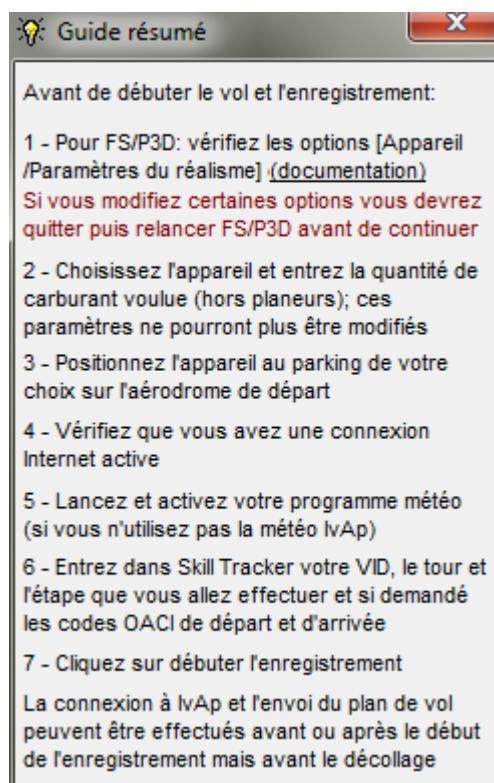 Guide résumé
Avant de débuter le vol et l'enregistrement:
1 - Pour FS/P3D: vérifiez les options [Appareil
/Paramètres du réalisme] (documentation)
Si vous modifiez certaines options vous devrez
quitter puis relancer FS/P3D avant de continuer
2 - Choisissez l'appareil et entrez la quantité de
carburant voulue (hors planeurs); ces
paramètres ne pourront plus être modifiés
3 - Positionnez l'appareil au parking de votre
choix sur l'aérodrome de départ
4 - Vérifiez que vous avez une connexion
Internet active
5 - Lancez et activez votre programme météo
(si vous n'utilisez pas la météo IvAp)
6 - Entrez dans Skill Tracker votre VID, le tour et
l'étape que vous allez effectuer et si demandé
les codes OACI de départ et d'arrivée
7 - Cliquez sur débuter l'enregistrement
La connexion à IvAp et l'envoi du plan de vol
peuvent être effectués avant ou après le début
de l'enregistrement mais avant le décollage